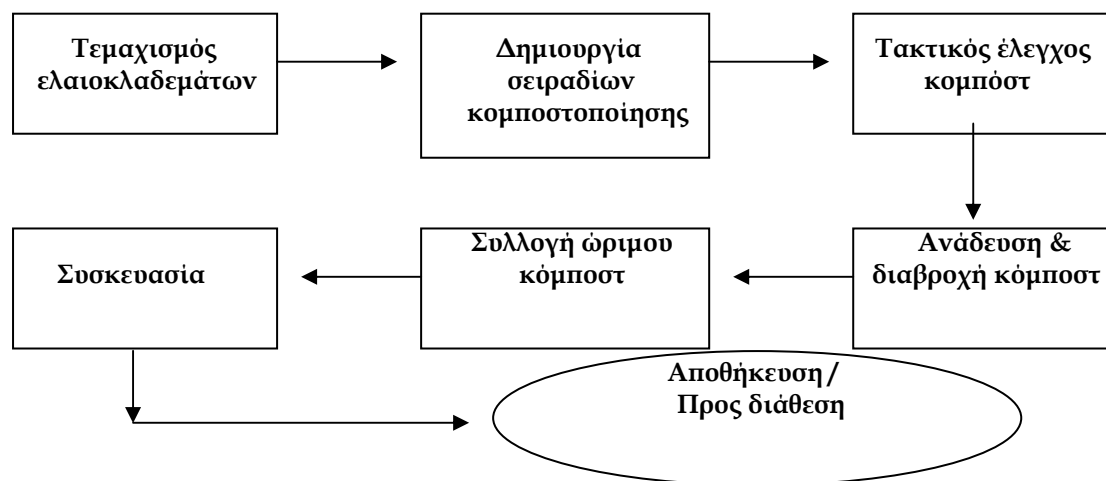 Τεμαχισμός
ελαιοκλαδεμάτων
Δημιουργία
σειραδίων
κομποστοποίησης
Τακτικός έλεγχος
κομπόστ
Ανάδευση &
διαβροχή κόμποστ
Συλλογή ώριμου
κόμποστ
Συσκευασία
Αποθήκευση/
Προς διάθεση